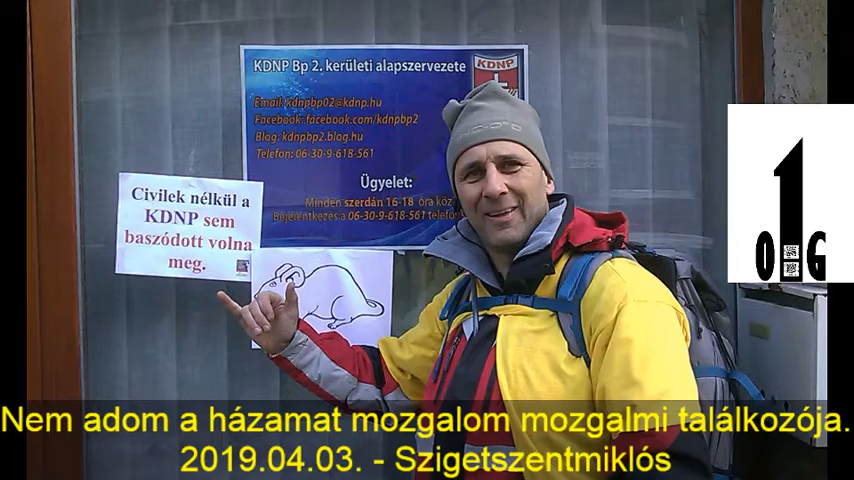 KDNP Bp 2. kerületi alapszervezete
KDNP
Email: kdnpbp02@kdnp.hu
Facebook: facebook.com/kdnpbp2
Blog: kdnpbp2.blog.hu
Telefon: 06-30-9-618-561
Ügyelet:
Minden szerdán 16-18 óra köz
Bejelentkezés a 06-30-9-618-561 telefo
Civilek nélkül a
KDNP sem
baszódott volna
meg.
1
O G
Nem adom a házamat mozgalom mozgalmi találkozója.
2019.04.03. - Szigetszentmiklós